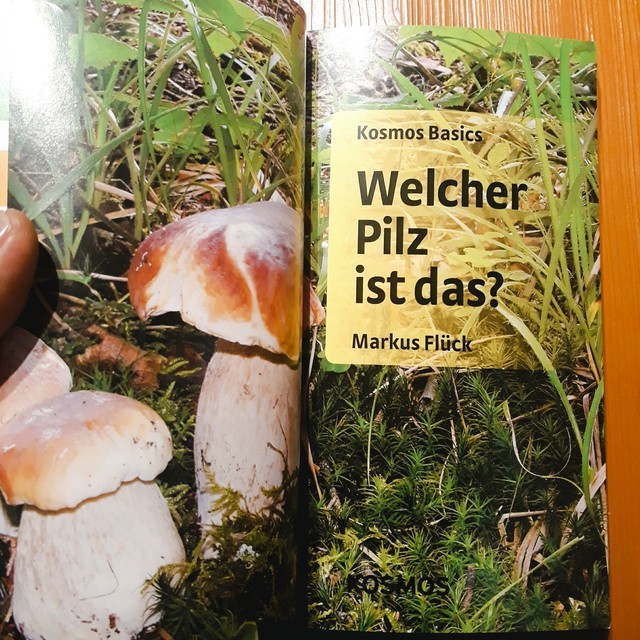 Kosmos Basics
Welcher
Pilz
ist das?
Markus Flück
KOSMOS